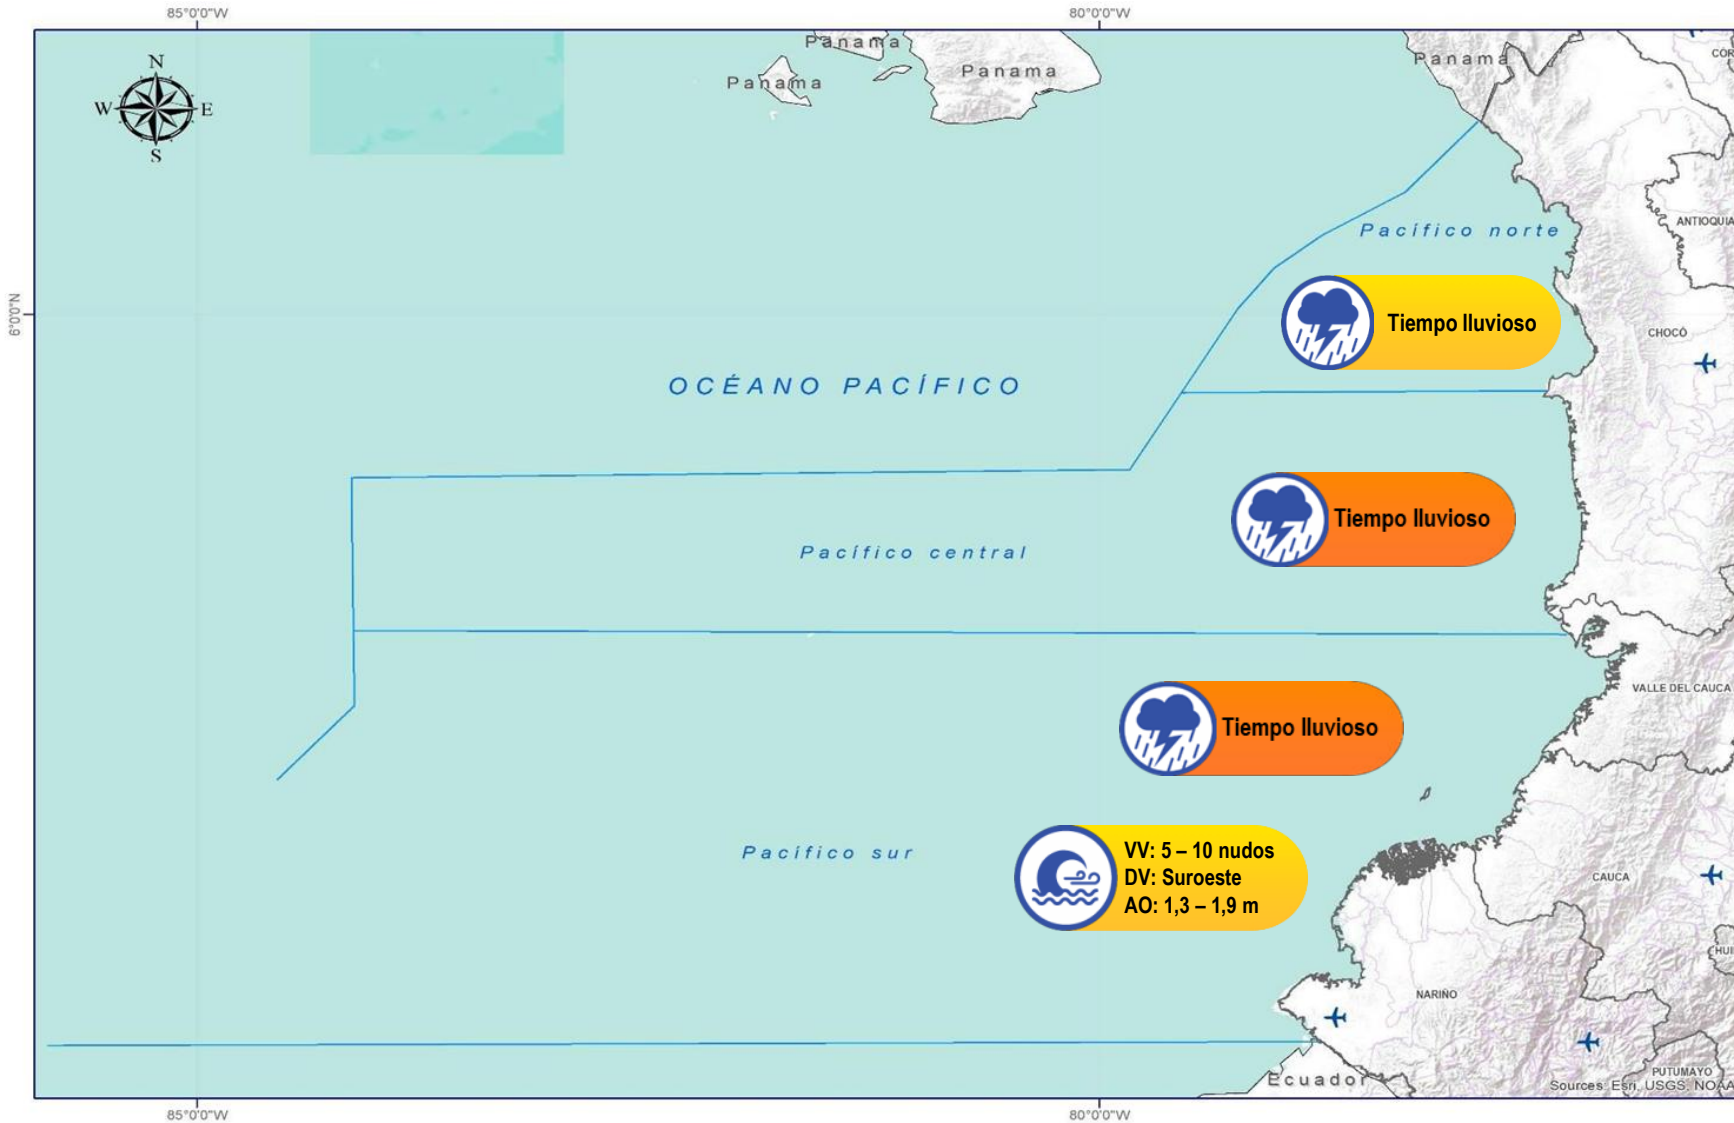 85°0'0"W
80°0'0"W
N
W
E
S
Panama
Panama
Panama
Panama
COR
ANTIOQUIA
Pacífico norte
6°0'0"N
Tiempo lluvioso
CHOCÓ
OCÉANO PACÍFICO
Tiempo lluvioso
Pacífico central
VALLE DEL CAUCA
Tiempo lluvioso
Pacífico sur
VV: 5 – 10 nudos
DV: Suroeste
AO: 1,3 – 1,9 m
CAUCA
HUI
NARIÑO
PUTUMAYO
Ecuador
Sources: Esri, USGS, NOAA
85°0'0"W
80°0'0"W